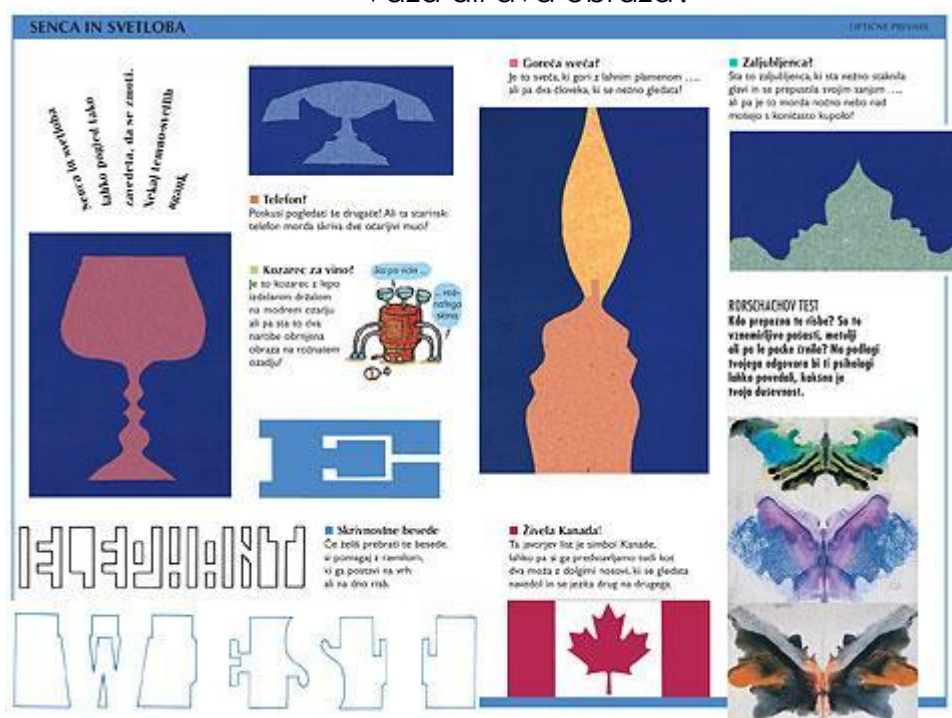 SENCA IN SVETLOBA
OPTIČNE PREVARE
Senca in svetloba
lahko pogled tako
zavedeta, da se zmoti.
Nekaj temno-svetlih
ugank
Telefon?
Poskusi pogledati še drugače! Ali ta starinski
telefon morda skriva dve očarljivi muci?
Kozarec za vino?
Je to kozarec z lepo
izdelanim držalom
na modrem ozadju
ali pa sta to dva
narobe obrnjena
obraza na rožnatem
ozadju?
Skrivnostne besede
Če želiš prebrati te besede,
si pomagaj z ravnilom,
ki ga postavi na vrh
ali na dno risb.
Goreča sveča?
Je to sveča, ki gori z lahnim plamenom ....
ali pa dva človeka, ki se nežno gledata?
Živela Kanada!
Ta javorjev list je simbol Kanade,
lahko pa si ga predstavljamo tudi kot
dva moža z dolgimi nosovi, ki se gledata
navzdol in se jezita drug na drugega.
Zaljubljenca?
Sta to zaljubljenca, ki sta nežno staknila
glavi in se prepustila svojim sanjam ....
ali pa je to morda nočno nebo nad
mošejo s koničasto kupolo?
RORSCHACHOV TEST
Kdo prepozna te risbe? So to
vznemirljive pošasti, metulji
ali pa le packe črnila? Na podlagi
tvojega odgovora bi ti psihologi
lahko povedali, kakšna je
tvoja duševnost.